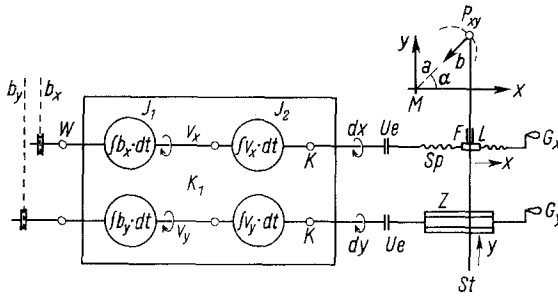 P_xy
y
a
b
α
M
x
b_y
b_x
J_1
J_2
W
∫b_x·dt
v_x
∫v_x·dt
K
dx
Ue
F
L
G_x
Sp
x
K_1
∫b_y·dt
v_y
∫v_y·dt
K
dy
Ue
Z
G_y
y
St